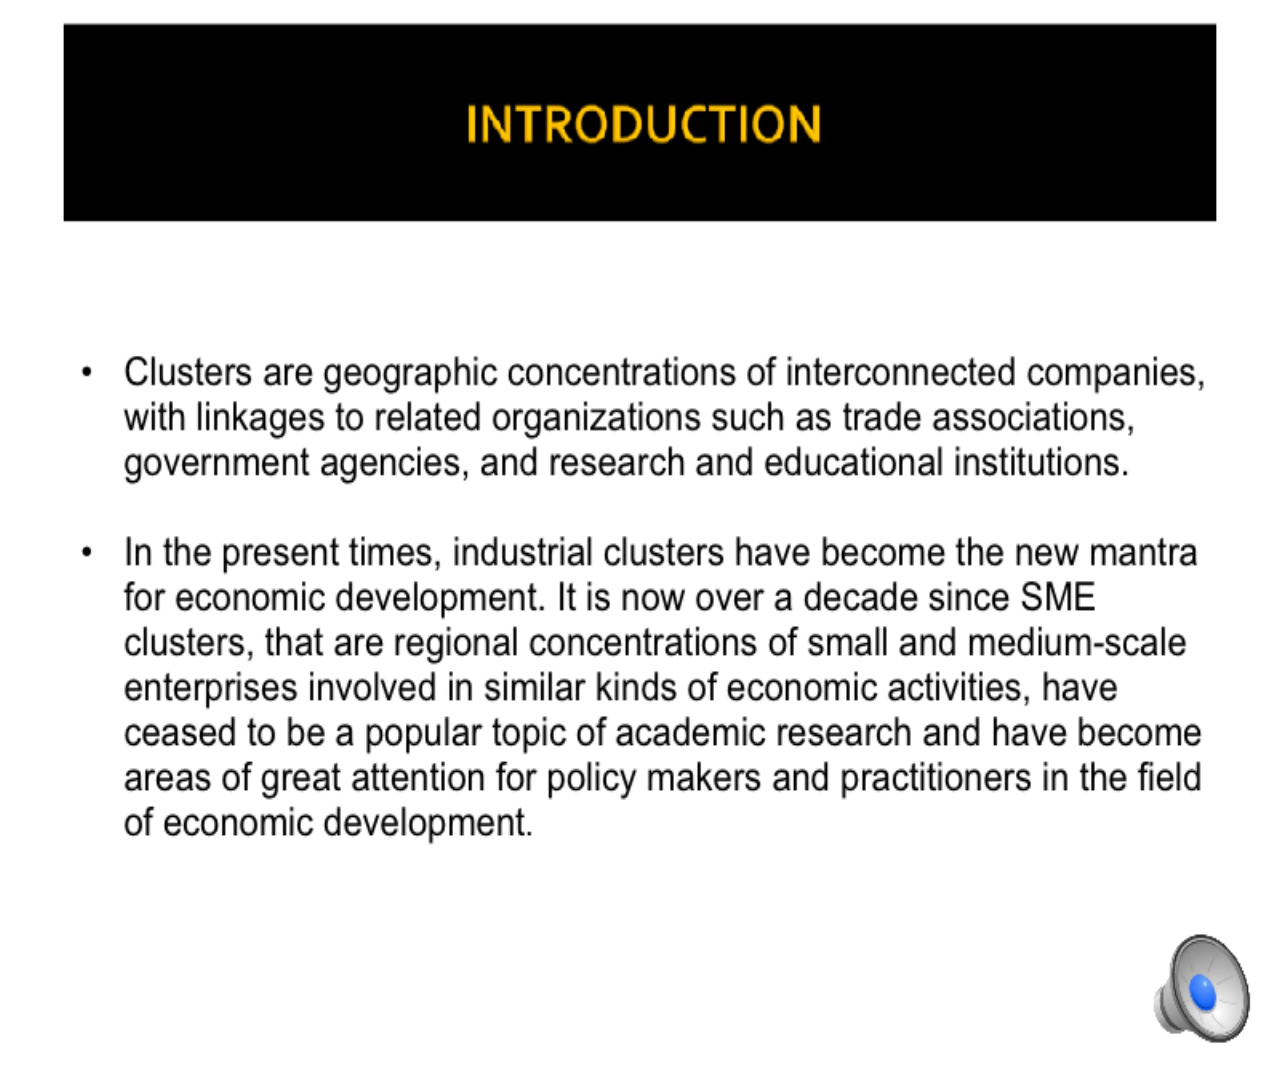 INTRODUCTION
• Clusters are geographic concentrations of interconnected companies,
with linkages to related organizations such as trade associations,
government agencies, and research and educational institutions.
• In the present times, industrial clusters have become the new mantra
for economic development. It is now over a decade since SME
clusters, that are regional concentrations of small and medium-scale
enterprises involved in similar kinds of economic activities, have
ceased to be a popular topic of academic research and have become
areas of great attention for policy makers and practitioners in the field
of economic development.